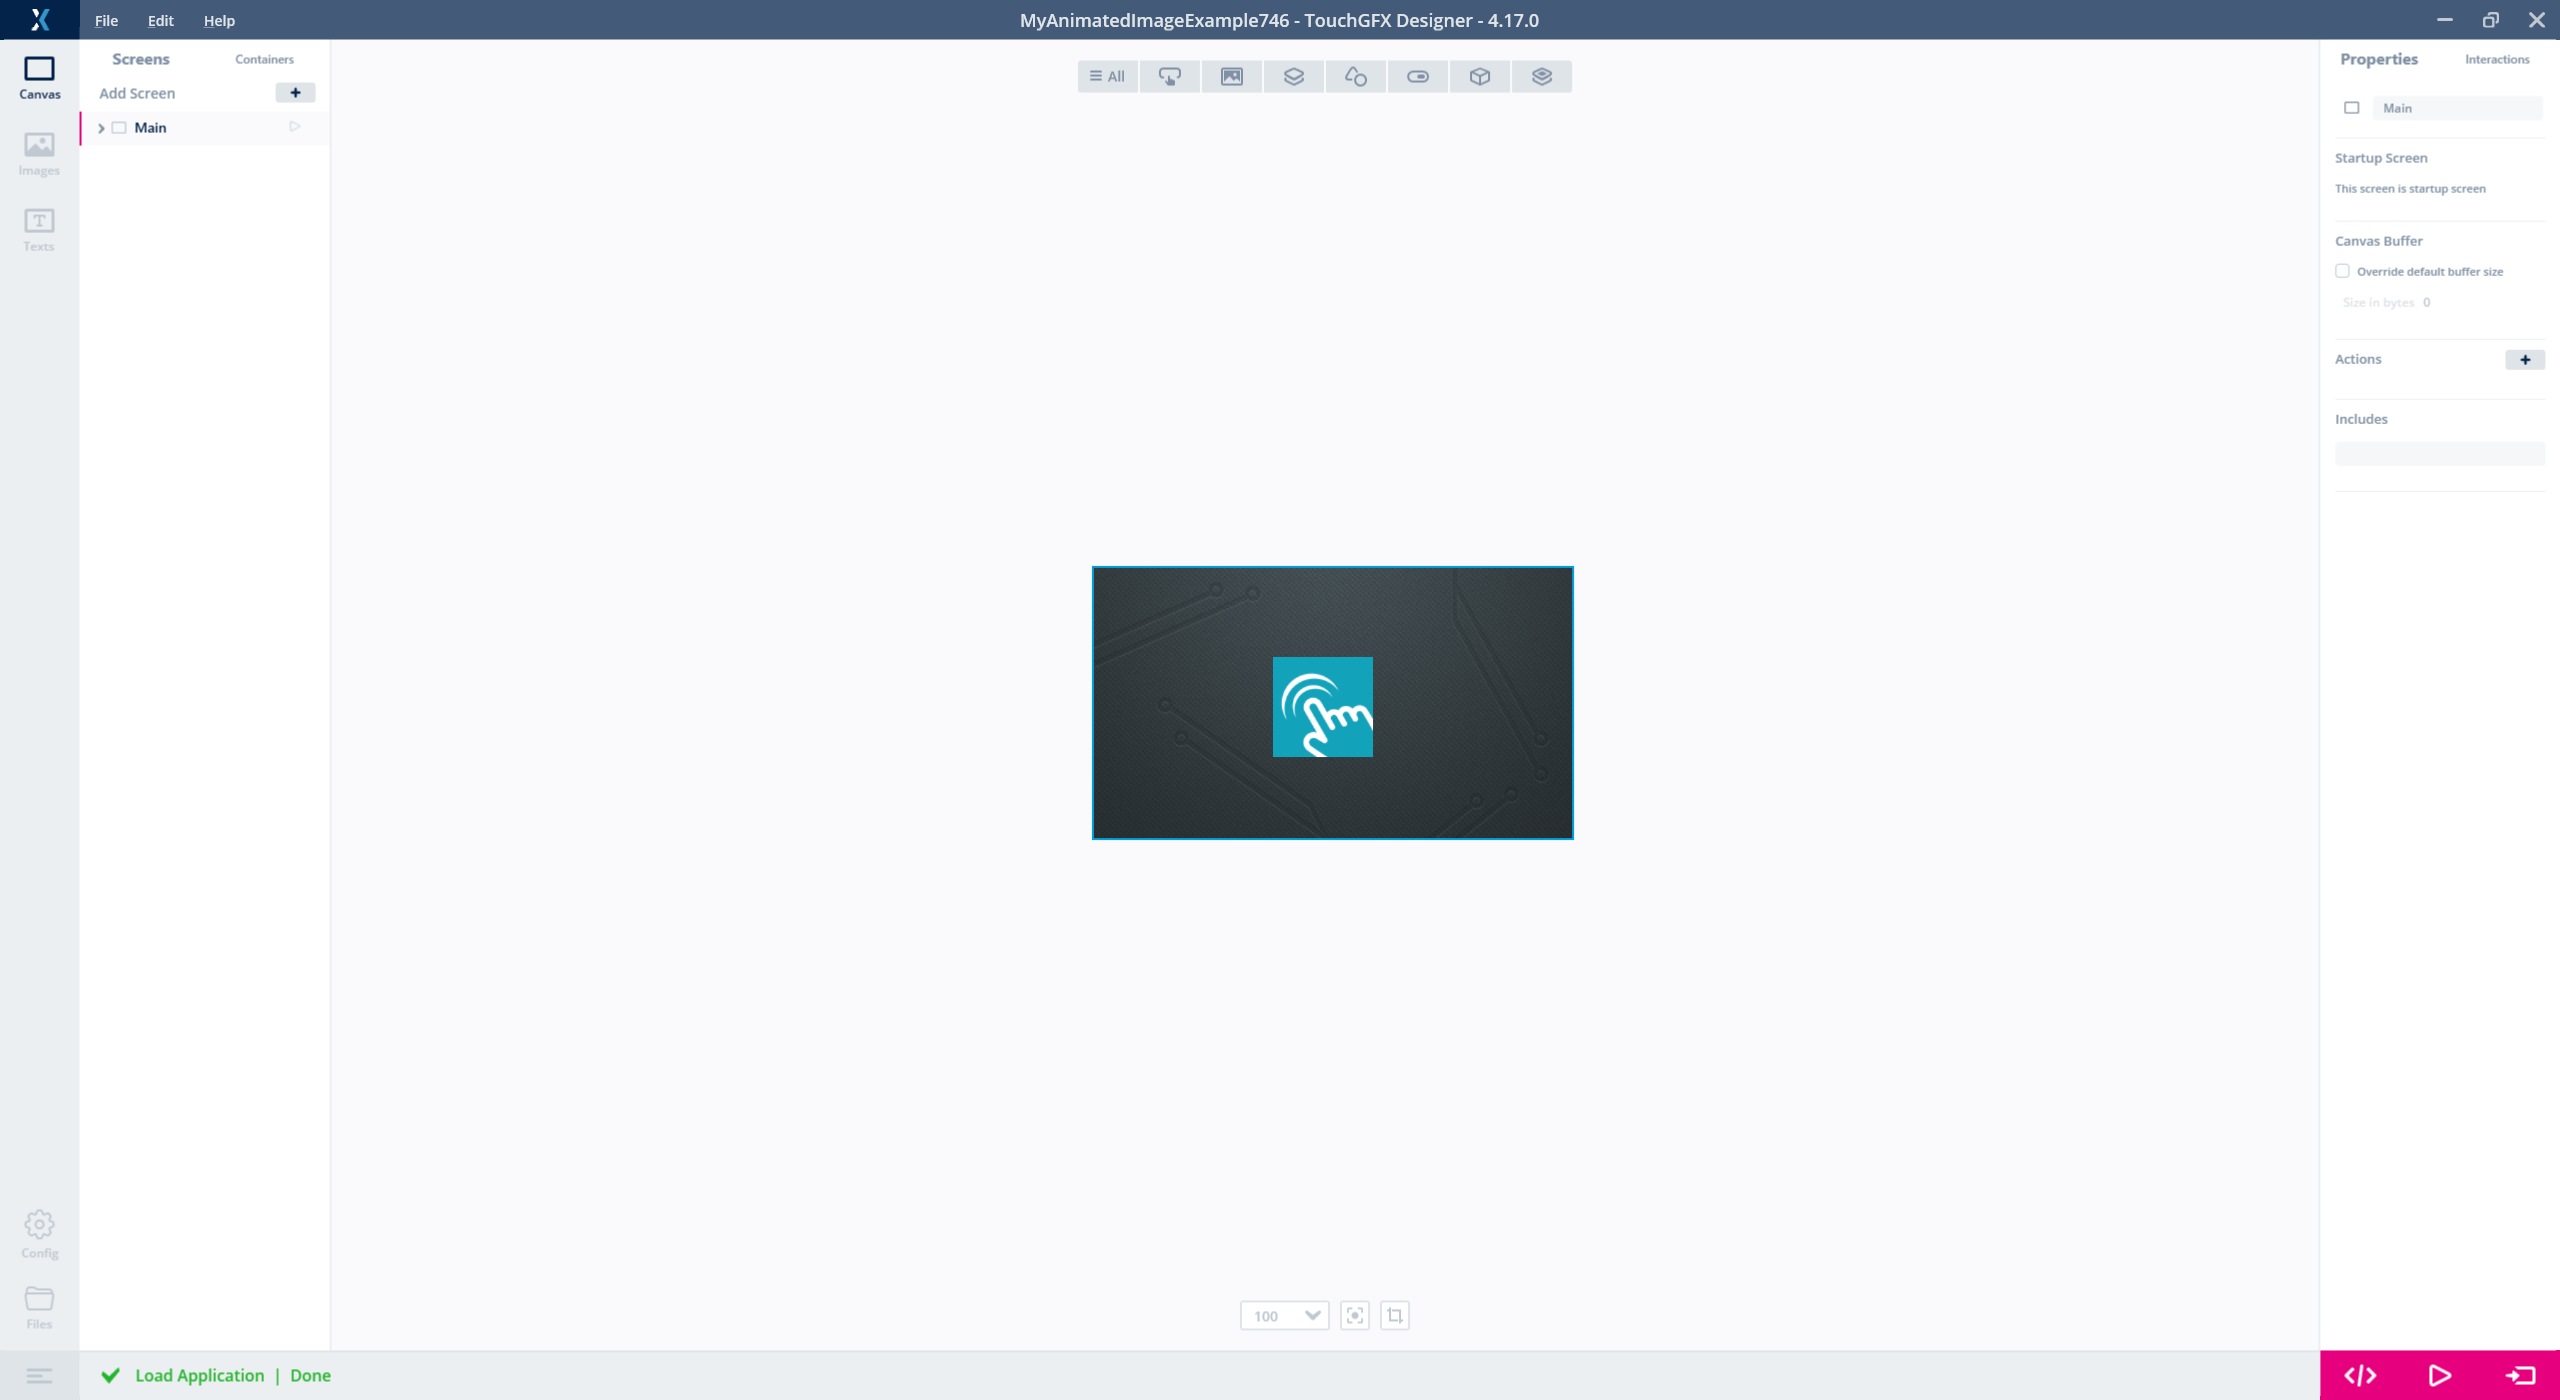 File Edit Help
MyAnimatedImageExample746 - TouchGFX Designer - 4.17.0
Canvas
Images
Texts
Config
Files
Screens Containers
Add Screen +
Main
All
100
Properties Interactions
Main
Startup Screen
This screen is startup screen
Canvas Buffer
Override default buffer size
Size in bytes 0
Actions +
Includes
Load Application | Done